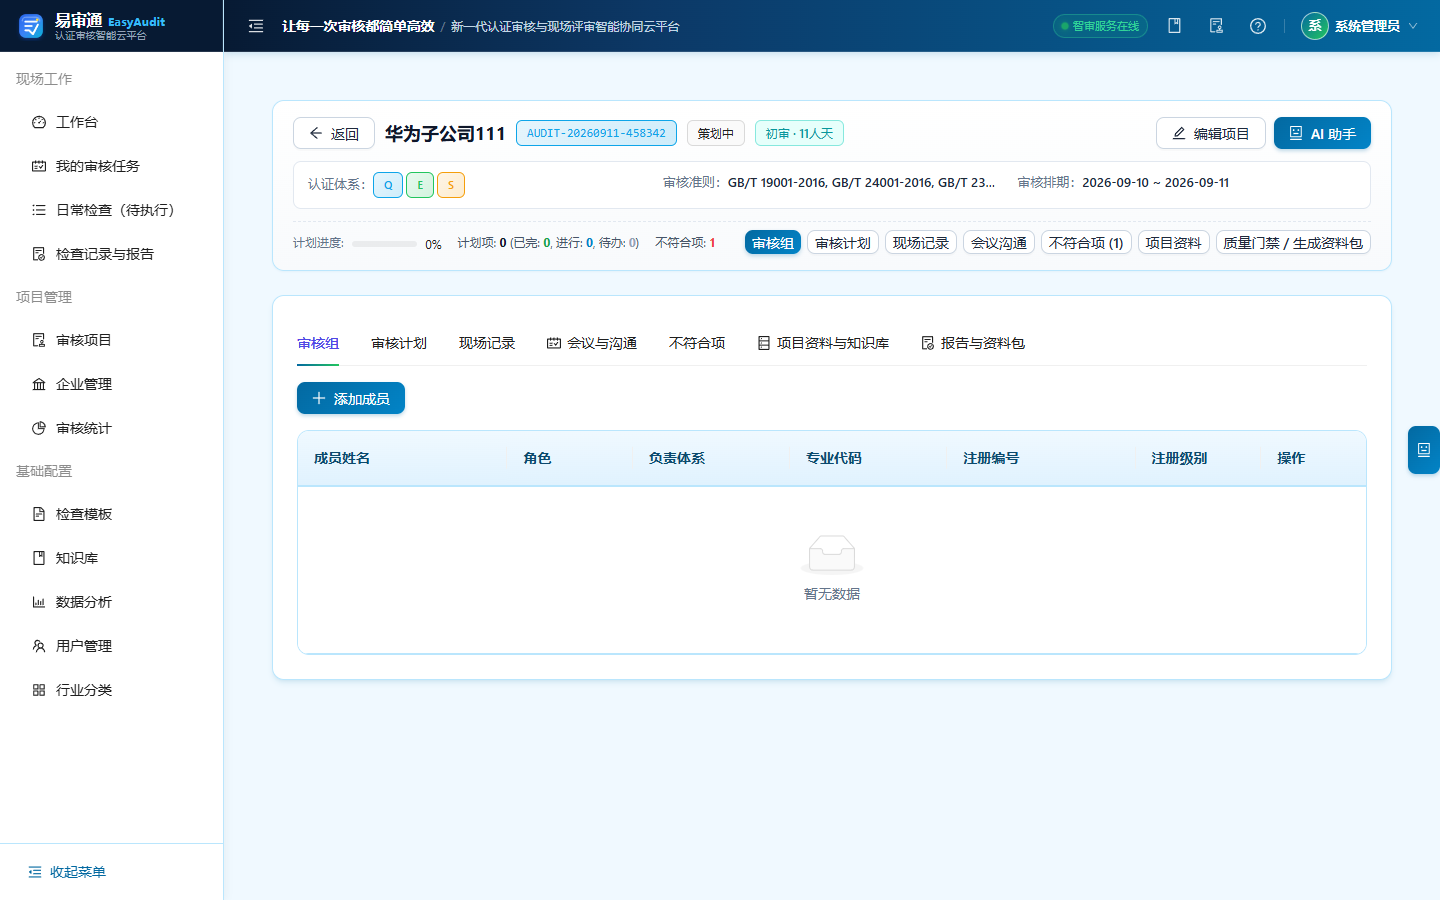 易审通 EasyAudit
认证审核智能云平台
让每一次审核都简单高效 / 新一代认证审核与现场评审智能协同云平台
智审服务在线
系 系统管理员
现场工作
工作台
我的审核任务
日常检查（待执行）
检查记录与报告
项目管理
审核项目
企业管理
审核统计
基础配置
检查模板
知识库
数据分析
用户管理
行业分类
收起菜单
返回 华为子公司111 AUDIT-20260911-458342 策划中 初审 · 11人天 编辑项目 AI 助手
认证体系： Q E S 审核准则： GB/T 19001-2016, GB/T 24001-2016, GB/T 23... 审核排期： 2026-09-10 ~ 2026-09-11
计划进度: 0% 计划项: 0 (已完: 0, 进行: 0, 待办: 0) 不符合项: 1 审核组 审核计划 现场记录 会议沟通 不符合项 (1) 项目资料 质量门禁 / 生成资料包
审核组 审核计划 现场记录 会议与沟通 不符合项 项目资料与知识库 报告与资料包
添加成员
成员姓名 角色 负责体系 专业代码 注册编号 注册级别 操作
暂无数据